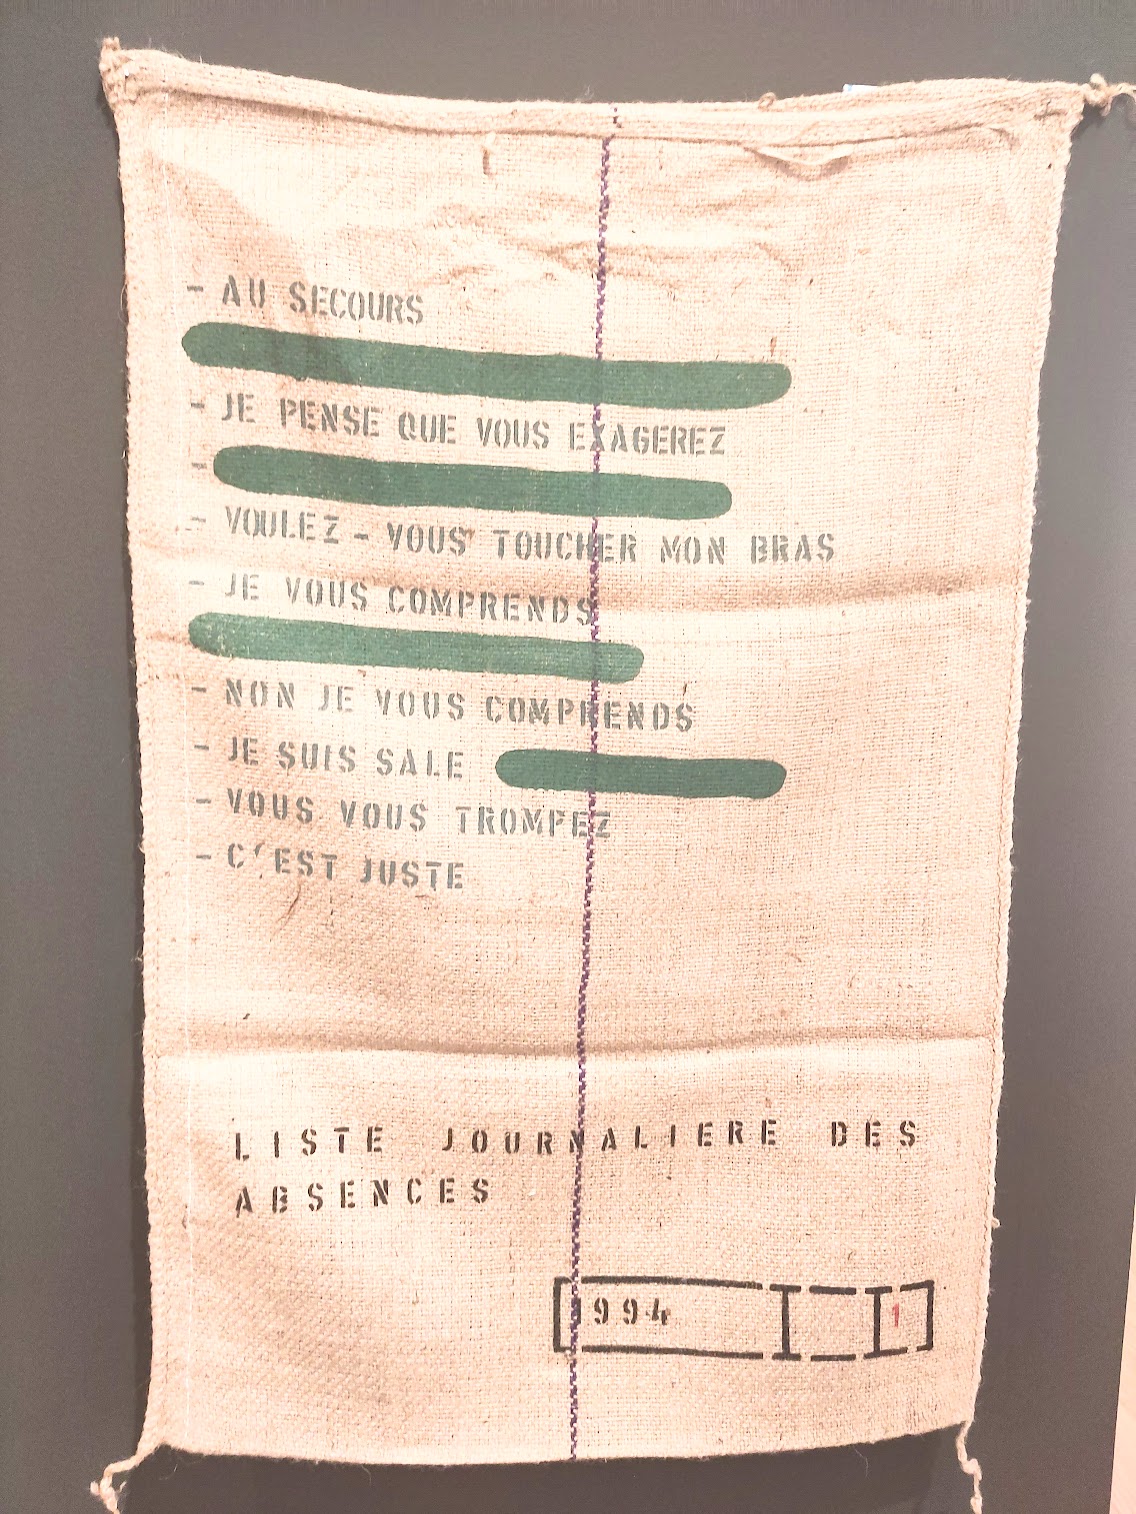 - AU SECOURS
- JE PENSE QUE VOUS EXAGEREZ
-
- VOULEZ - VOUS TOUCHER MON BRAS
- JE VOUS COMPRENDS
- NON JE VOUS COMPRENDS
- JE SUIS SALE
- VOUS VOUS TROMPEZ
- C'EST JUSTE
LISTE JOURNALIERE DES
ABSENCES
1994 1